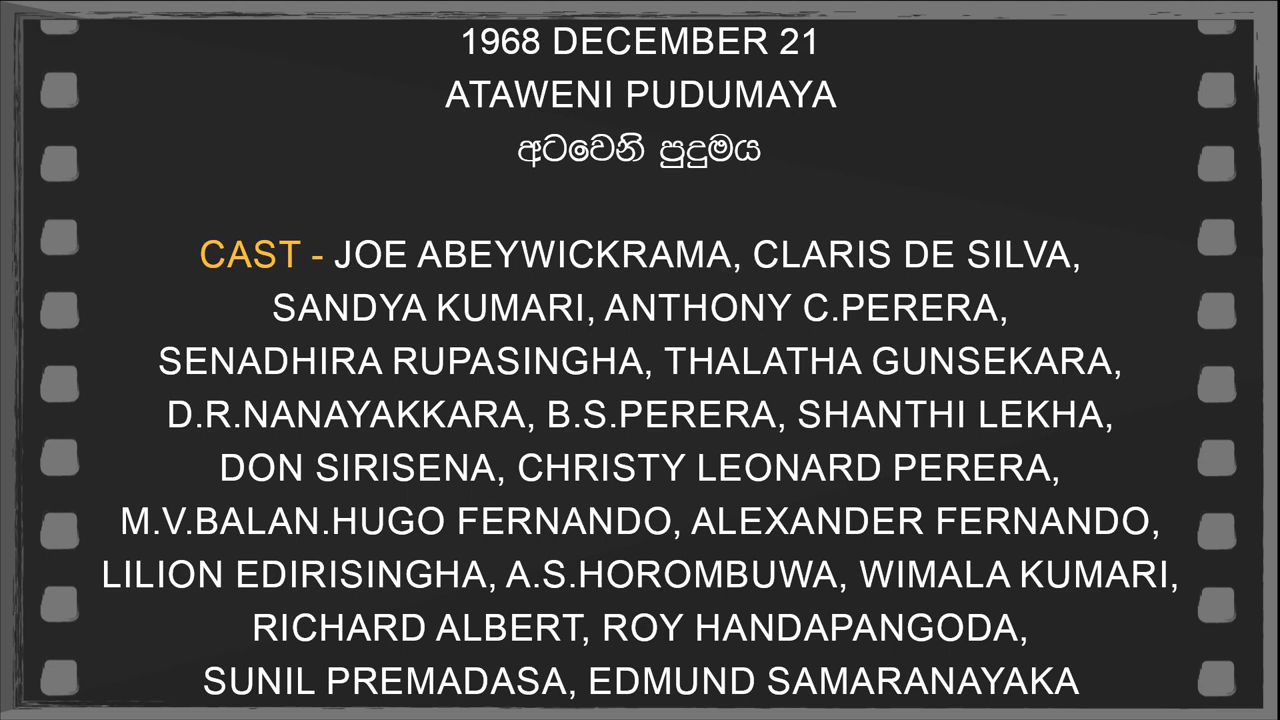 1968 DECEMBER 21
ATAWENI PUDUMAYA
අටවෙනි පුදුමය
CAST - JOE ABEYWICKRAMA, CLARIS DE SILVA,
SANDYA KUMARI, ANTHONY C.PERERA,
SENADHIRA RUPASINGHA, THALATHA GUNSEKARA,
D.R.NANAYAKKARA, B.S.PERERA, SHANTHI LEKHA,
DON SIRISENA, CHRISTY LEONARD PERERA,
M.V.BALAN.HUGO FERNANDO, ALEXANDER FERNANDO,
LILION EDIRISINGHA, A.S.HOROMBUWA, WIMALA KUMARI,
RICHARD ALBERT, ROY HANDAPANGODA,
SUNIL PREMADASA, EDMUND SAMARANAYAKA